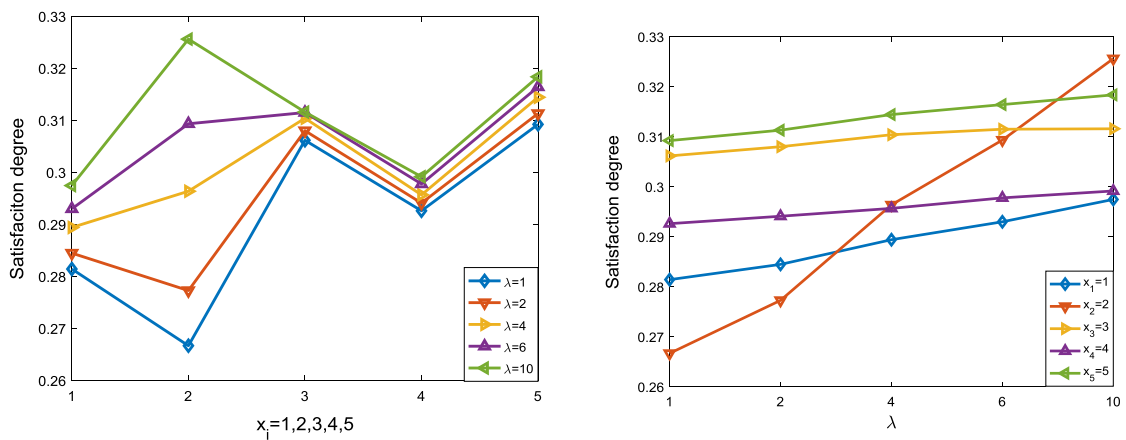 0.33
0.32
0.31
0.3
0.29
0.28
0.27
0.26
Satisfaciton degree
1 2 3 4 5
x_i=1,2,3,4,5
λ=1
λ=2
λ=4
λ=6
λ=10
0.33
0.32
0.31
0.3
0.29
0.28
0.27
0.26
Satisfaction degree
1 2 4 6 10
λ
x_1=1
x_2=2
x_3=3
x_4=4
x_5=5